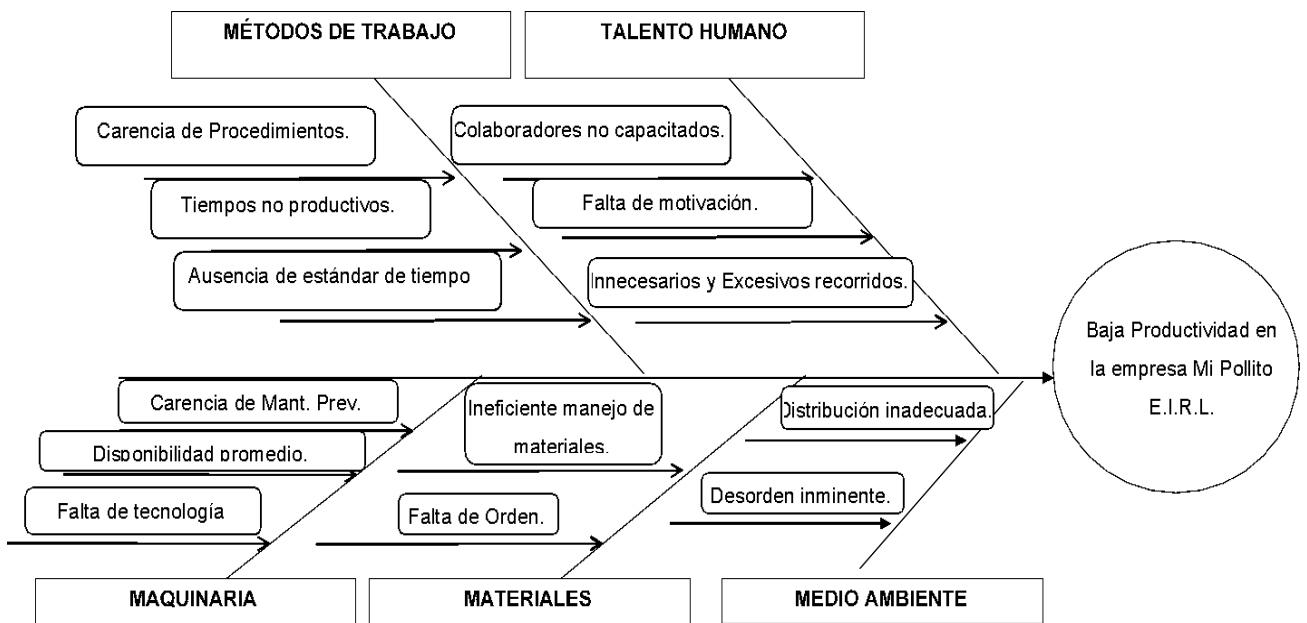 MÉTODOS DE TRABAJO
TALENTO HUMANO
Carencia de Procedimientos.
Tiempos no productivos.
Ausencia de estándar de tiempo
Colaboradores no capacitados.
Falta de motivación.
Innecesarios y Excesivos recorridos.
Baja Productividad en
la empresa Mi Pollito
E.I.R.L.
Carencia de Mant. Prev.
Disponibilidad promedio.
Falta de tecnología
Ineficiente manejo de
materiales.
Falta de Orden.
Distribución inadecuada.
Desorden inminente.
MAQUINARIA
MATERIALES
MEDIO AMBIENTE